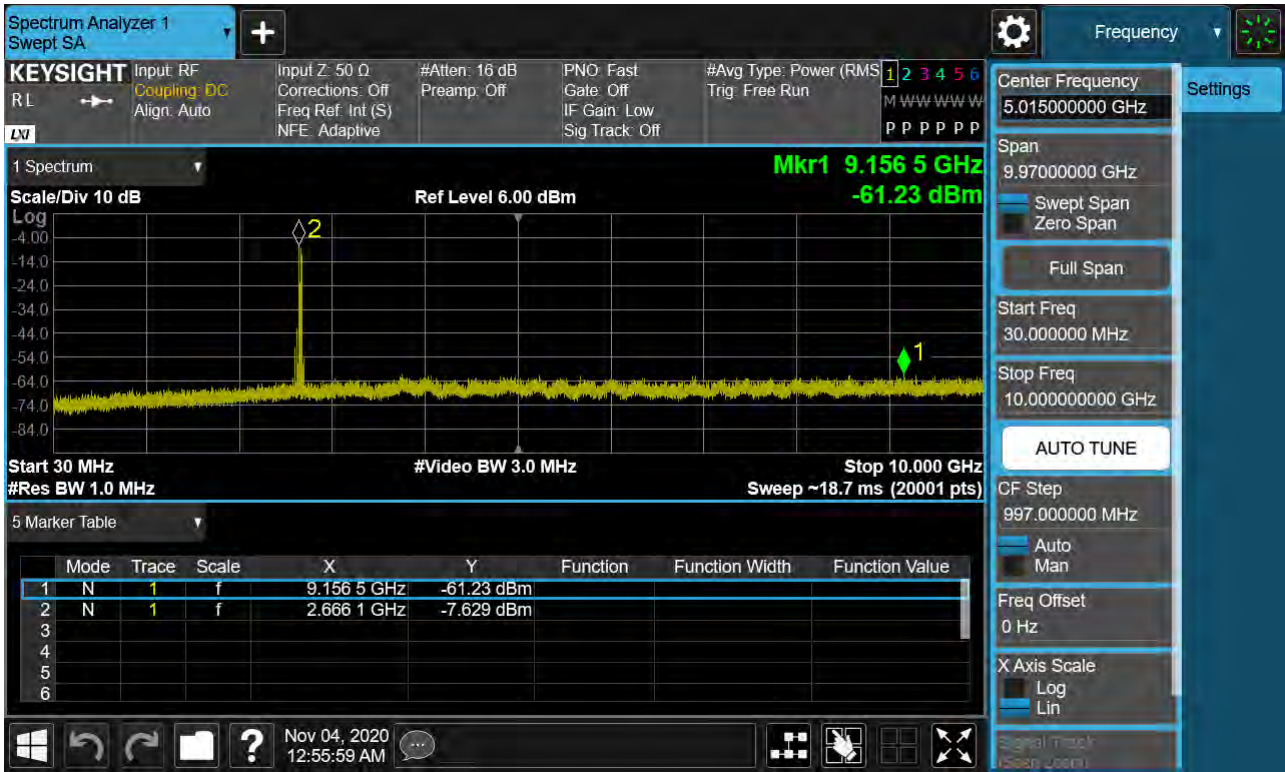 Spectrum Analyzer 1
Swept SA
+
Frequency
KEYSIGHT
RL
LXI
Input: RF
Coupling: DC
Align: Auto
Input Z: 50 Ω
Corrections: Off
Freq Ref: Int (S)
NFE: Adaptive
#Atten: 16 dB
Preamp: Off
PNO: Fast
Gate: Off
IF Gain: Low
Sig Track: Off
#Avg Type: Power (RMS
Trig: Free Run
1 2 3 4 5 6
M W W W W W
P P P P P P
1 Spectrum
Mkr1 9.156 5 GHz
-61.23 dBm
Scale/Div 10 dB
Ref Level 6.00 dBm
Log
-4.00
-14.0
-24.0
-34.0
-44.0
-54.0
-64.0
-74.0
-84.0
2
1
Start 30 MHz
#Video BW 3.0 MHz
Stop 10.000 GHz
#Res BW 1.0 MHz
Sweep ~18.7 ms (20001 pts)
5 Marker Table
Mode Trace Scale X Y Function Function Width Function Value
1 N 1 f 9.156 5 GHz -61.23 dBm
2 N 1 f 2.666 1 GHz -7.629 dBm
3
4
5
6
Nov 04, 2020
12:55:59 AM
?
Center Frequency
5.015000000 GHz
Settings
Span
9.97000000 GHz
Swept Span
Zero Span
Full Span
Start Freq
30.000000 MHz
Stop Freq
10.000000000 GHz
AUTO TUNE
CF Step
997.000000 MHz
Auto
Man
Freq Offset
0 Hz
X Axis Scale
Log
Lin
Signal Track
(Span Zoom)